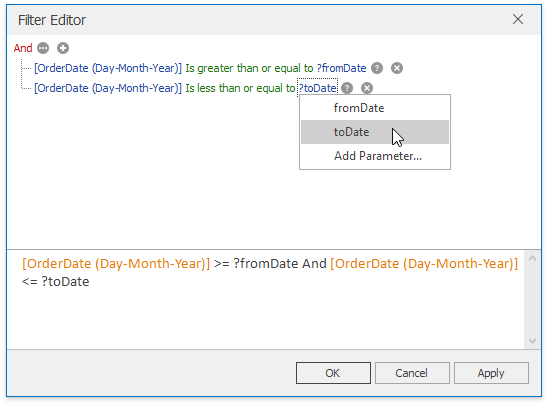 Filter Editor
And
[OrderDate (Day-Month-Year)] Is greater than or equal to ?fromDate ?
[OrderDate (Day-Month-Year)] Is less than or equal to ?toDate ?
fromDate
toDate
Add Parameter...
[OrderDate (Day-Month-Year)] >= ?fromDate And [OrderDate (Day-Month-Year)]
<= ?toDate
OK Cancel Apply